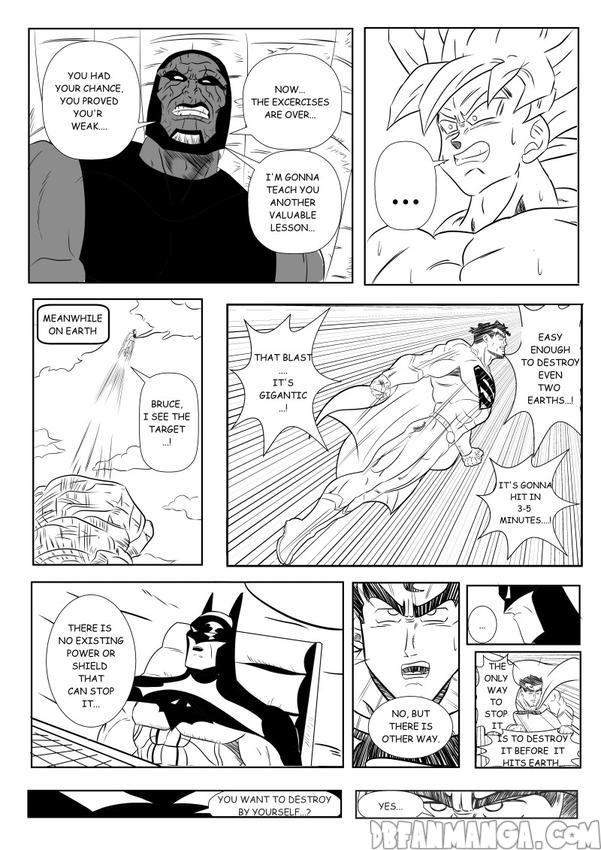 YOU HAD
YOUR CHANCE,
YOU PROVED
YOU'R
WEAK....
NOW...
THE EXCERCISES
ARE OVER...
I'M GONNA
TEACH YOU
ANOTHER
VALUABLE
LESSON...
...
MEANWHILE
ON EARTH
BRUCE,
I SEE THE
TARGET
...!
THAT BLAST
....
IT'S
GIGANTIC
...!
EASY
ENOUGH
TO DESTROY
EVEN
TWO
EARTHS...!
IT'S GONNA
HIT IN
3-5
MINUTES....!
THERE IS
NO EXISTING
POWER OR
SHIELD
THAT
CAN STOP
IT...
NO, BUT
THERE IS
OTHER WAY.
...
THE
ONLY
WAY
TO
STOP
IT
IS TO DESTROY
IT BEFORE IT
HITS EARTH
YOU WANT TO DESTROY
BY YOURSELF...?
YES...
DBFANMANGA.COM